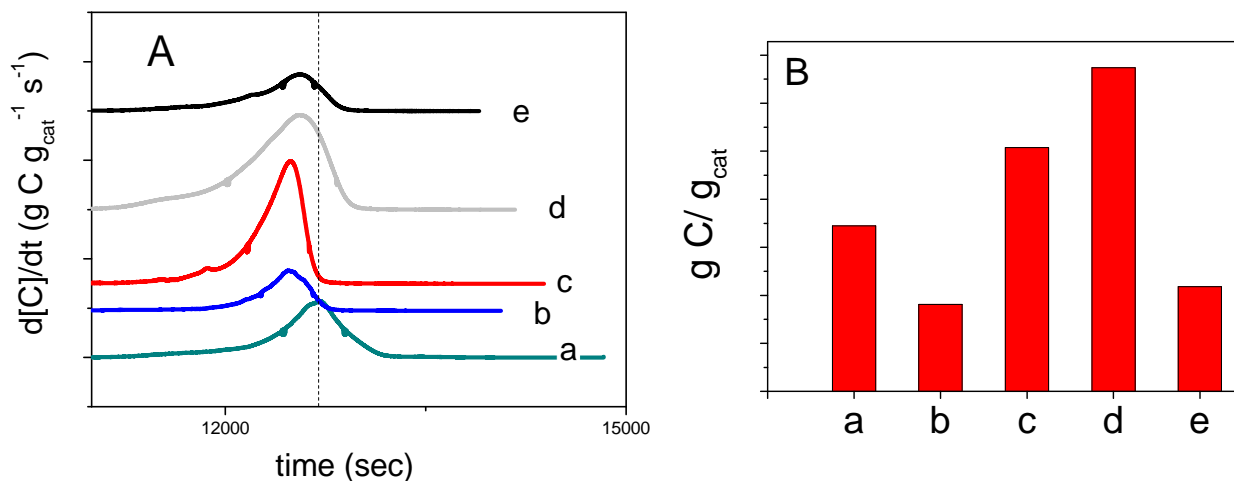 A
d[C]/dt (g C g_cat^-1 s^-1)
e
d
c
b
a
12000
15000
time (sec)
B
g C/ g_cat
a b c d e